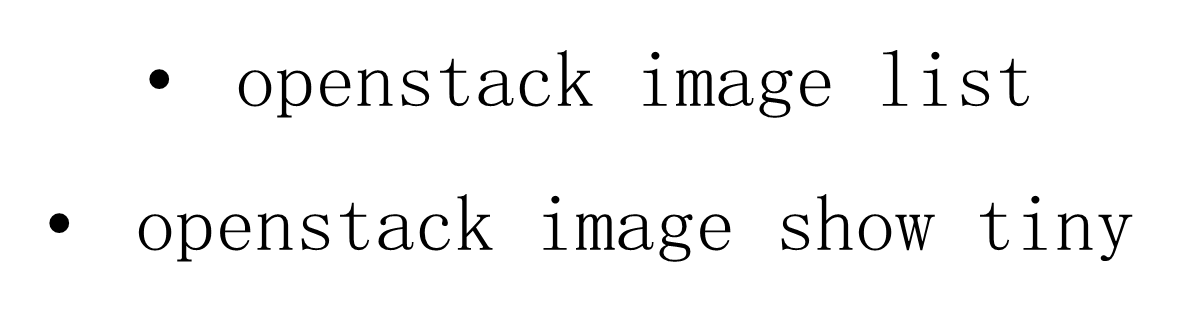 • openstack image list
• openstack image show tiny